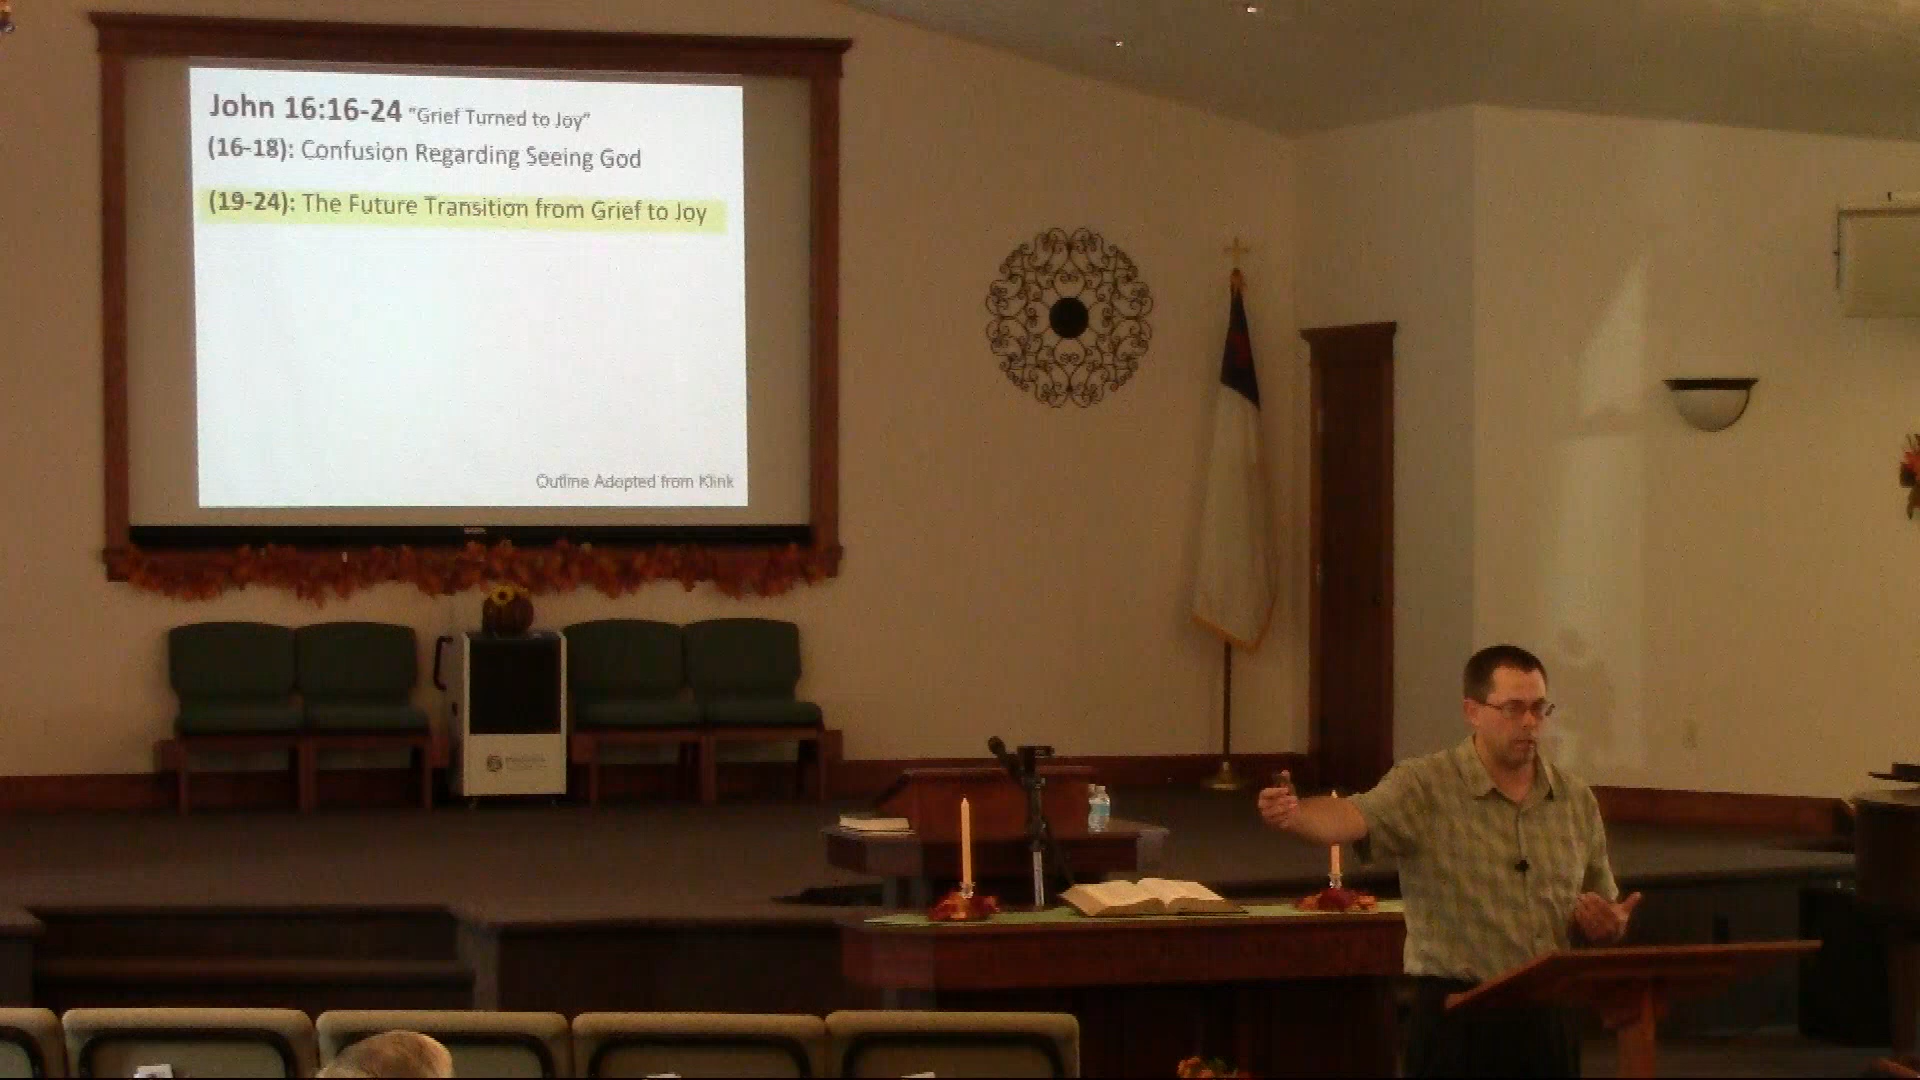 John 16:16-24 "Grief Turned to Joy"
(16-18): Confusion Regarding Seeing God
(19-24): The Future Transition from Grief to Joy
Outline Adopted from Klink